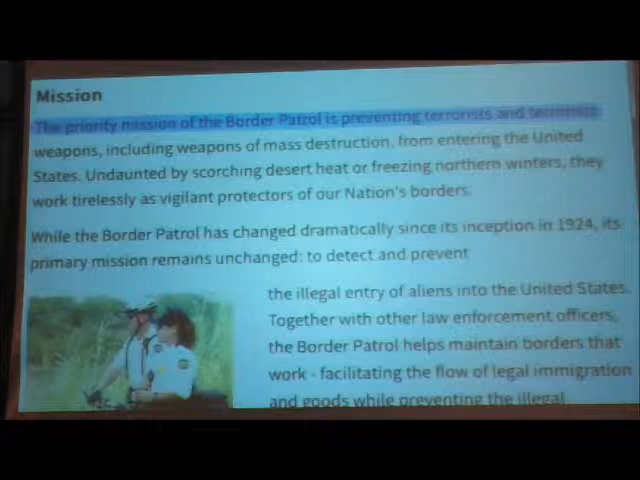 Mission
The priority mission of the Border Patrol is preventing terrorists and terrorists
weapons, including weapons of mass destruction, from entering the United
States. Undaunted by scorching desert heat or freezing northern winters, they
work tirelessly as vigilant protectors of our Nation's borders.
While the Border Patrol has changed dramatically since its inception in 1924, its
primary mission remains unchanged: to detect and prevent
the illegal entry of aliens into the United States.
Together with other law enforcement officers,
the Border Patrol helps maintain borders that
work - facilitating the flow of legal immigration
and goods while preventing the illegal